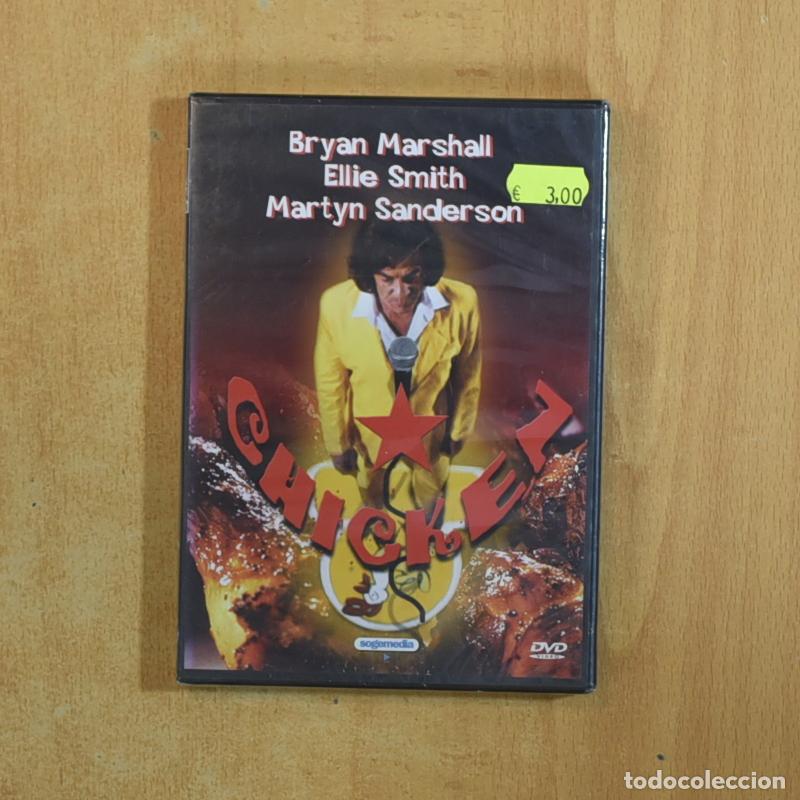 Bryan Marshall
Ellie Smith
€ 3,00
Martyn Sanderson
CHICKEN
sogemedia
DVD
VIDEO
todocoleccion